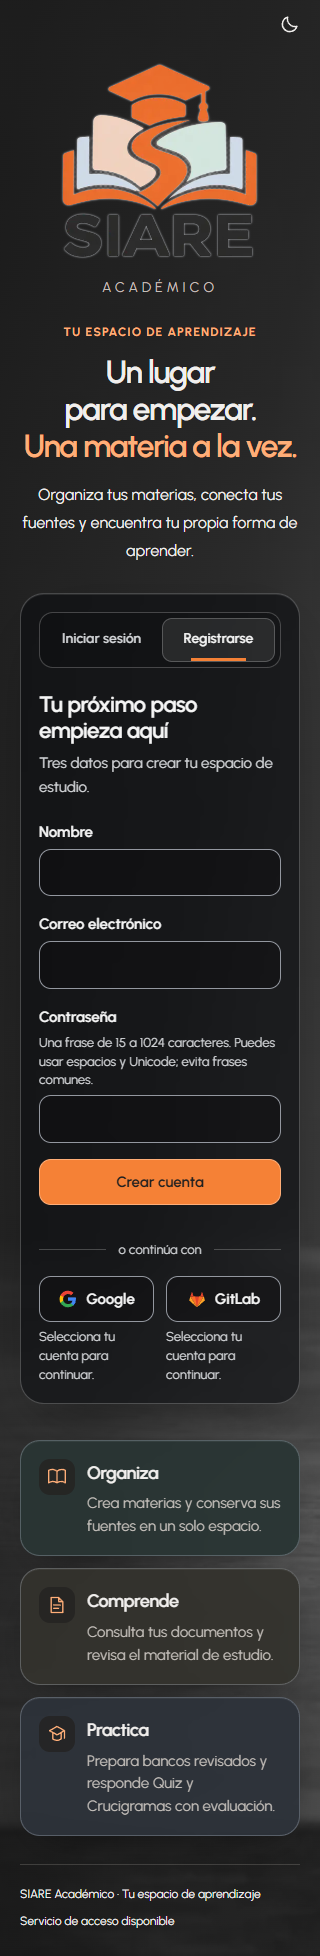 SIARE
ACADÉMICO
TU ESPACIO DE APRENDIZAJE
Un lugar
para empezar.
Una materia a la vez.
Organiza tus materias, conecta tus
fuentes y encuentra tu propia forma de
aprender.
Iniciar sesión
Registrarse
Tu próximo paso
empieza aquí
Tres datos para crear tu espacio de
estudio.
Nombre
Correo electrónico
Contraseña
Una frase de 15 a 1024 caracteres. Puedes
usar espacios y Unicode; evita frases
comunes.
Crear cuenta
o continúa con
Google
GitLab
Selecciona tu
cuenta para
continuar.
Selecciona tu
cuenta para
continuar.
Organiza
Crea materias y conserva sus
fuentes en un solo espacio.
Comprende
Consulta tus documentos y
revisa el material de estudio.
Practica
Prepara bancos revisados y
responde Quiz y
Crucigramas con evaluación.
SIARE Académico · Tu espacio de aprendizaje
Servicio de acceso disponible